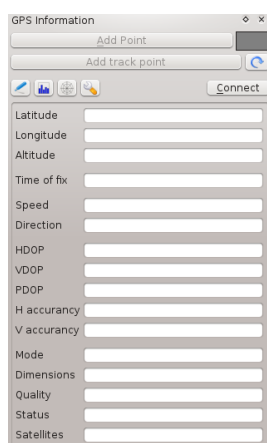 GPS Information
Add Point
Add track point
Connect
Latitude
Longitude
Altitude
Time of fix
Speed
Direction
HDOP
VDOP
PDOP
H accurancy
V accurancy
Mode
Dimensions
Quality
Status
Satellites